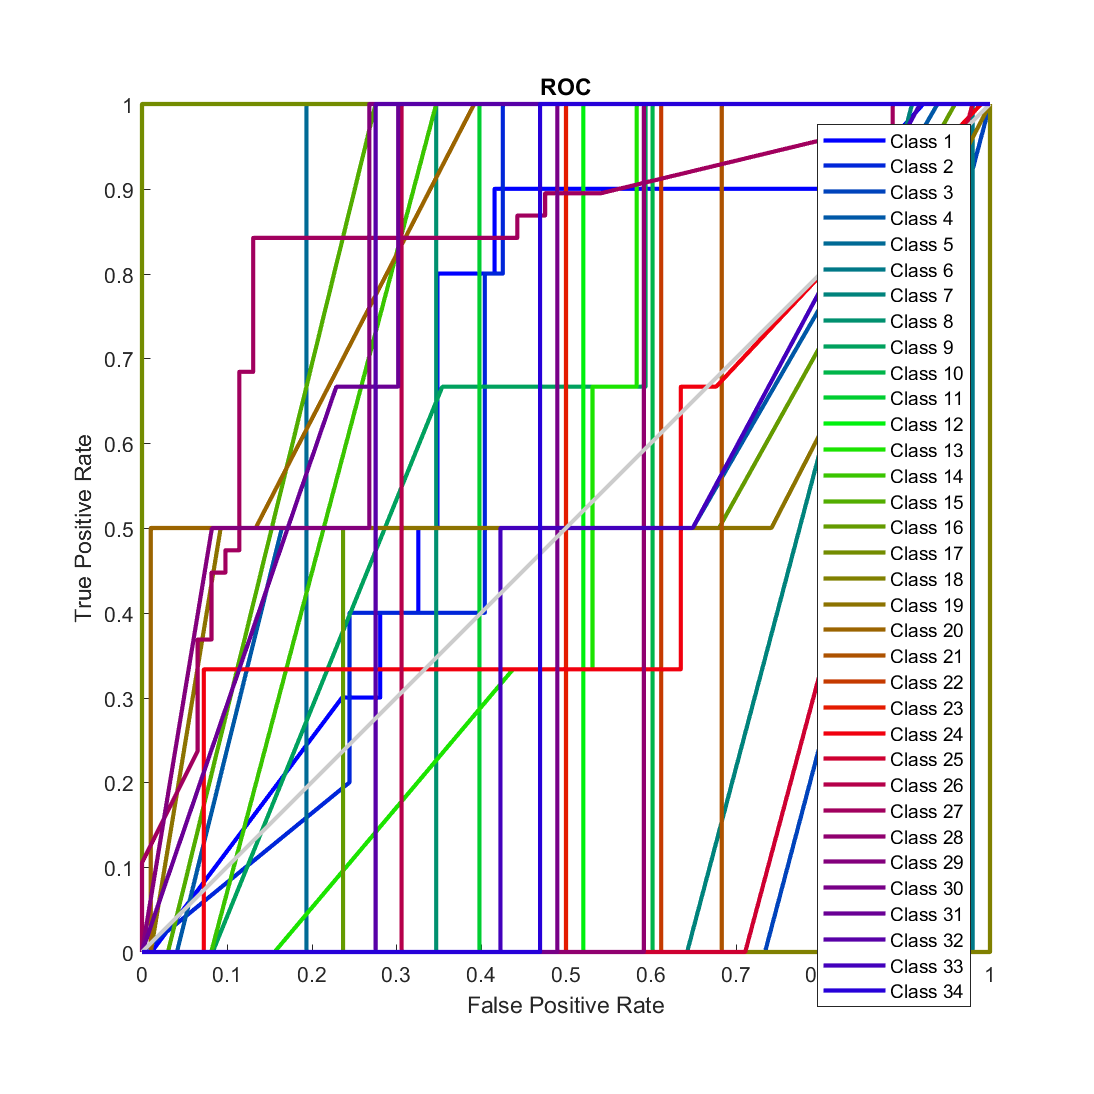 ROC
1
0.9
0.8
0.7
0.6
0.5
0.4
0.3
0.2
0.1
0
True Positive Rate
Class 1
Class 2
Class 3
Class 4
Class 5
Class 6
Class 7
Class 8
Class 9
Class 10
Class 11
Class 12
Class 13
Class 14
Class 15
Class 16
Class 17
Class 18
Class 19
Class 20
Class 21
Class 22
Class 23
Class 24
Class 25
Class 26
Class 27
Class 28
Class 29
Class 30
Class 31
Class 32
Class 33
Class 34
0 0.1 0.2 0.3 0.4 0.5 0.6 0.7 1
False Positive Rate